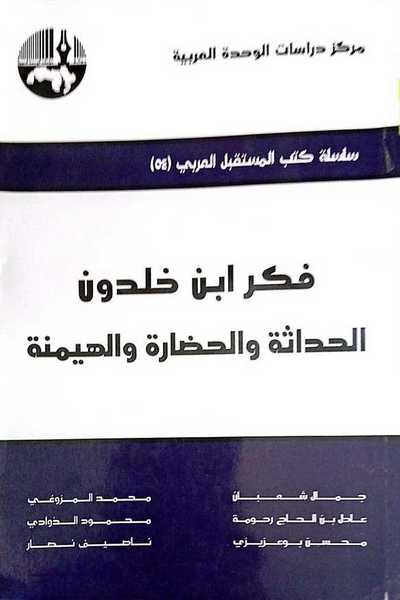 مركز دراسات الوحدة العربية
سلسلة كتب المستقبل العربي (٥٤)
فكر ابن خلدون
الحداثة والحضارة والهيمنة
جمال شعبان
عادل بن الحاج رحومة
محسن بوعزيزي
محمد المزوغي
محمود الذوادي
ناصيف نصار